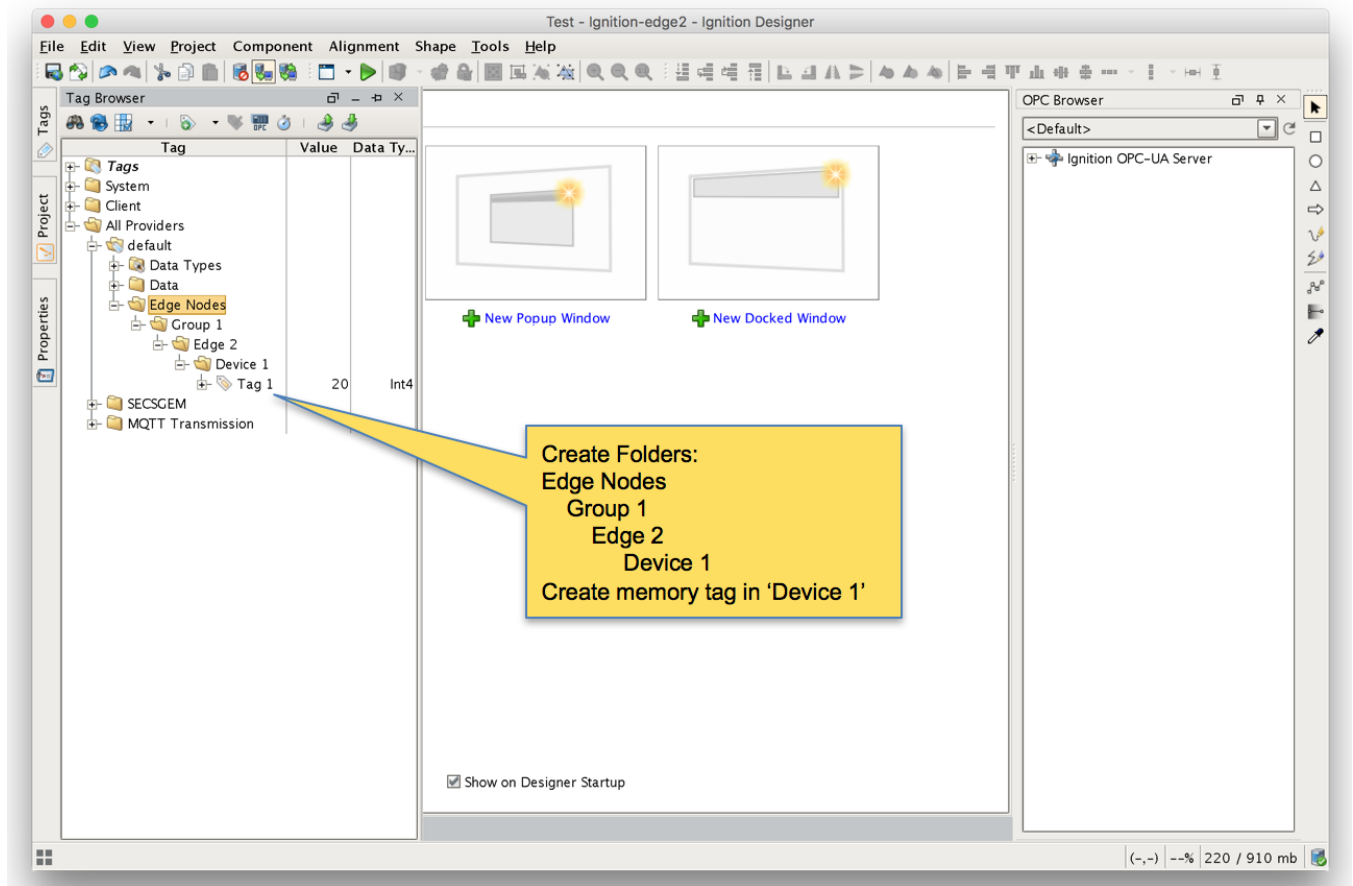 Test - Ignition-edge2 - Ignition Designer
File Edit View Project Component Alignment Shape Tools Help
Tags
Project
Properties
Tag Browser
OPC
Tag Value Data Ty...
Tags
System
Client
All Providers
default
Data Types
Data
Edge Nodes
Group 1
Edge 2
Device 1
Tag 1 20 Int4
SECSGEM
MQTT Transmission
New Popup Window
New Docked Window
Create Folders:
Edge Nodes
Group 1
Edge 2
Device 1
Create memory tag in ‘Device 1’
Show on Designer Startup
OPC Browser
<Default>
Ignition OPC-UA Server
(-,-) --% 220 / 910 mb